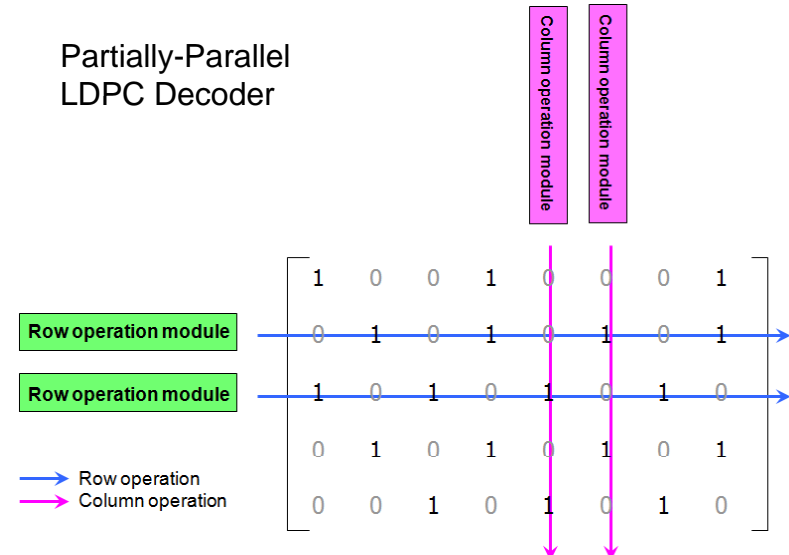 Partially-Parallel
LDPC Decoder
Column operation module
Column operation module
1 0 0 1 0 0 0 1
Row operation module
0 1 0 1 0 1 0 1
Row operation module
1 0 1 0 1 0 1 0
0 1 0 1 0 1 0 1
Row operation
Column operation
0 0 1 0 1 0 1 0